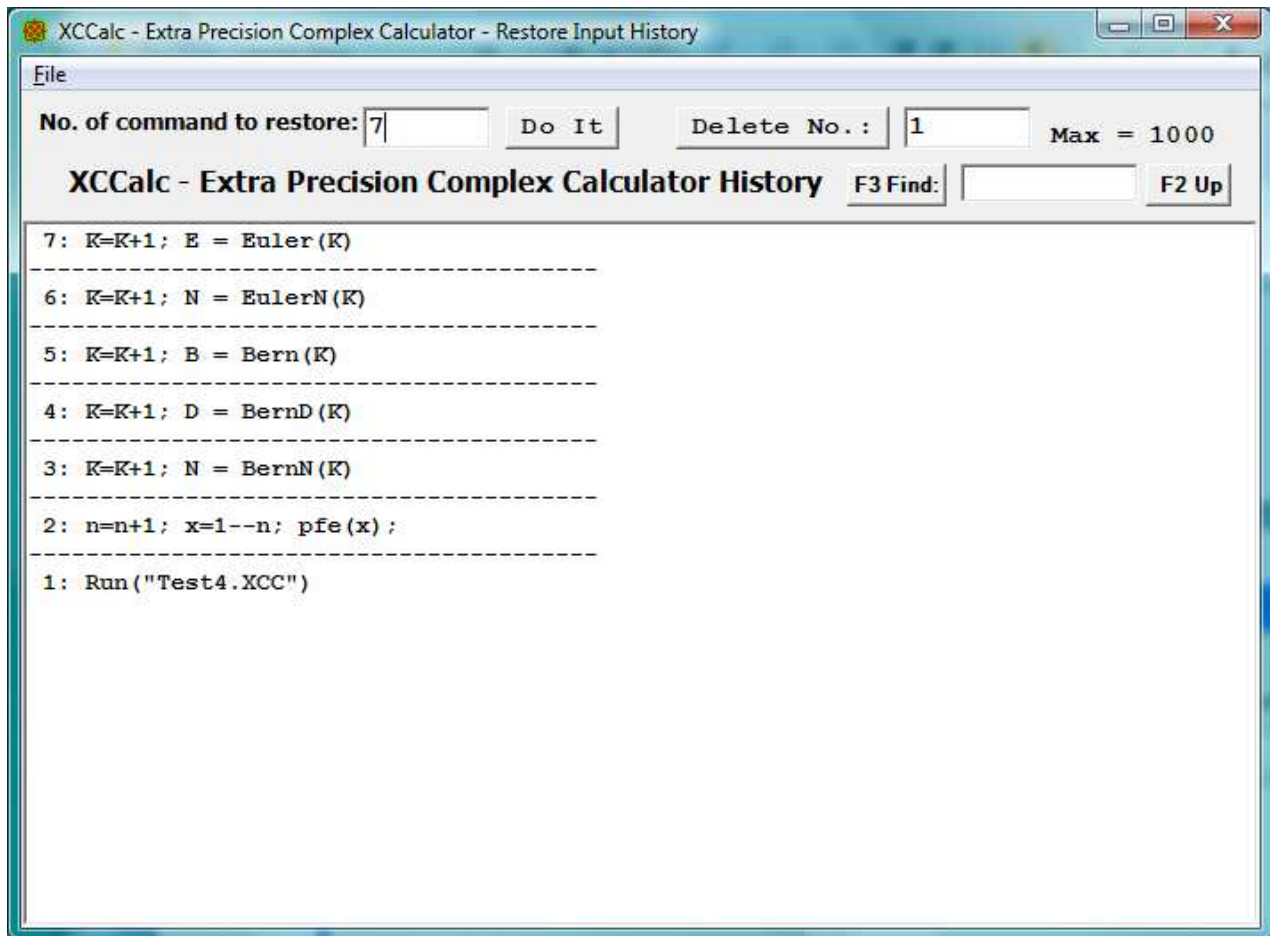 XCCalc - Extra Precision Complex Calculator - Restore Input History
File
No. of command to restore: 7 Do It Delete No.: 1 Max = 1000
XCCalc - Extra Precision Complex Calculator History F3 Find: F2 Up
7: K=K+1; E = Euler(K)
----------------------------------------
6: K=K+1; N = EulerN(K)
----------------------------------------
5: K=K+1; B = Bern(K)
----------------------------------------
4: K=K+1; D = BernD(K)
----------------------------------------
3: K=K+1; N = BernN(K)
----------------------------------------
2: n=n+1; x=1--n; pfe(x);
----------------------------------------
1: Run("Test4.XCC")